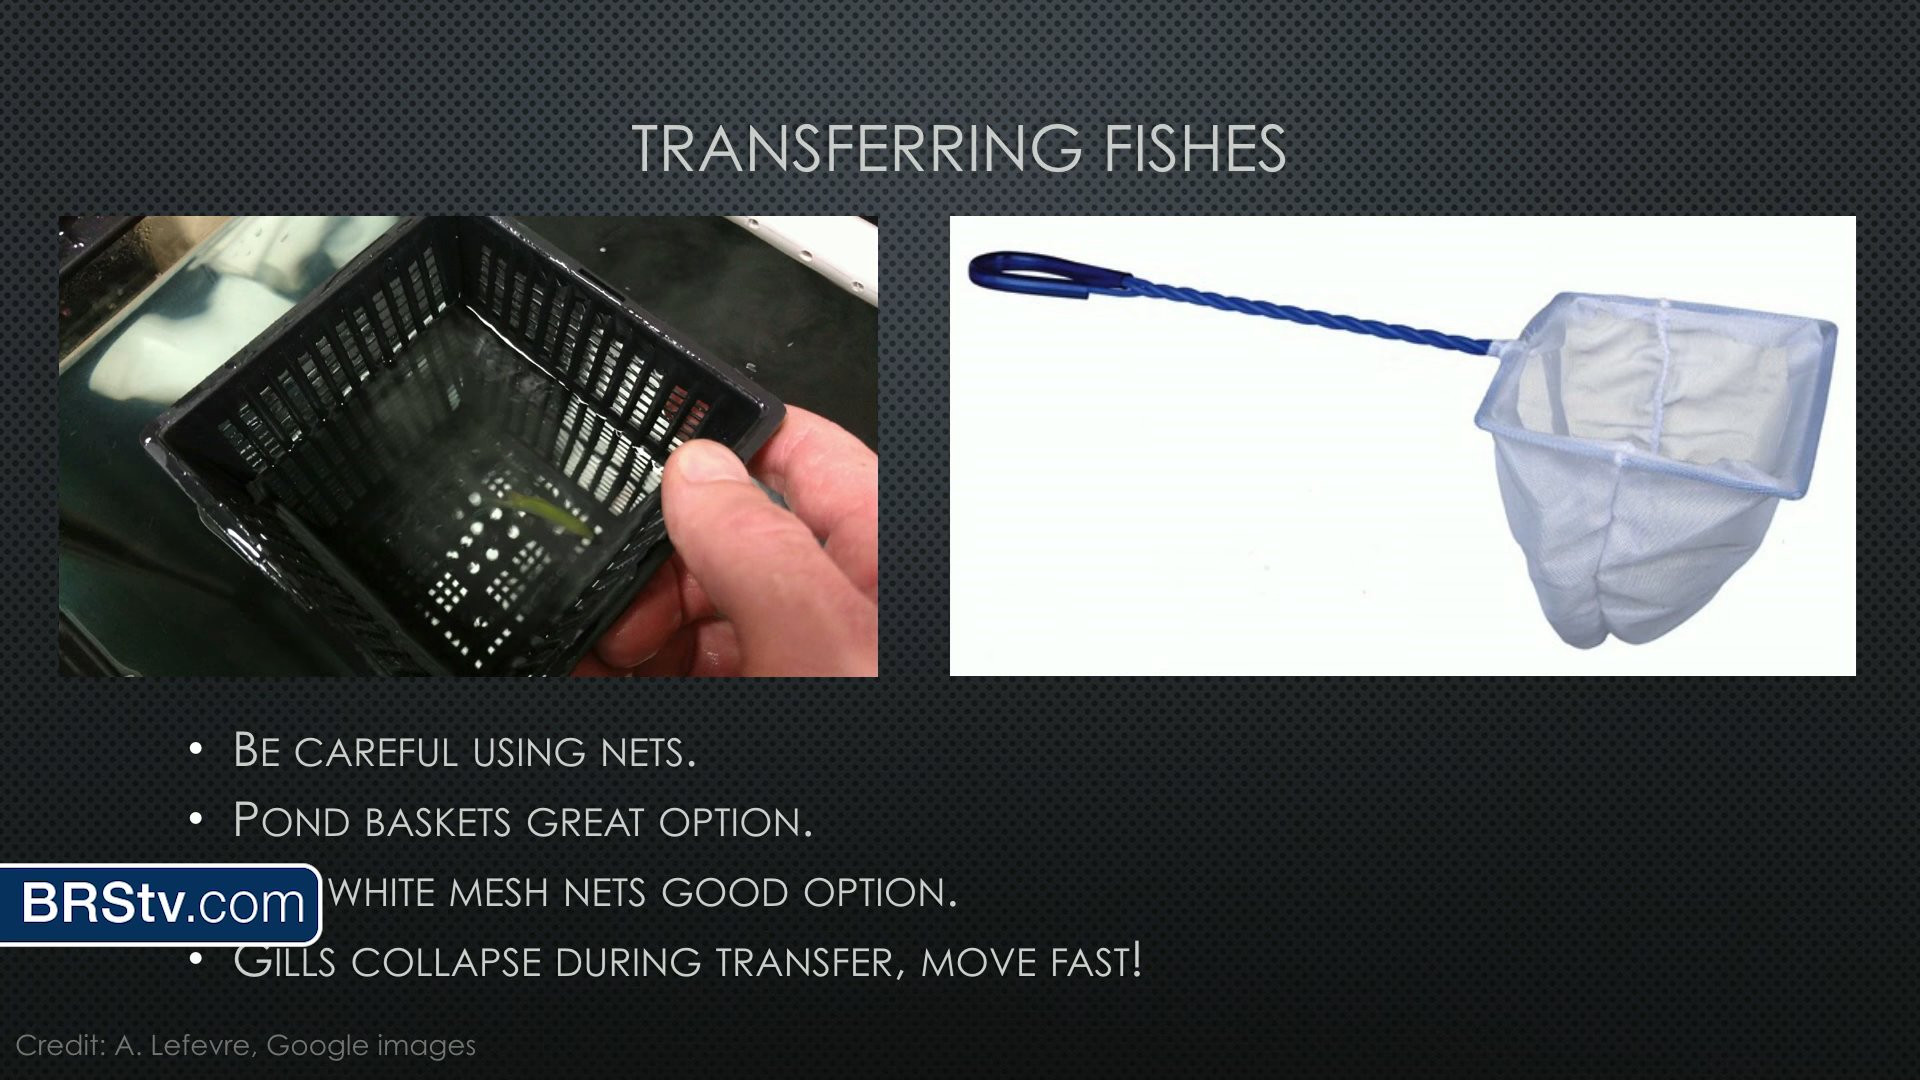 TRANSFERRING FISHES
• BE CAREFUL USING NETS.
• POND BASKETS GREAT OPTION.
WHITE MESH NETS GOOD OPTION.
BRStv.com
• GILLS COLLAPSE DURING TRANSFER, MOVE FAST!
Credit: A. Lefevre, Google images